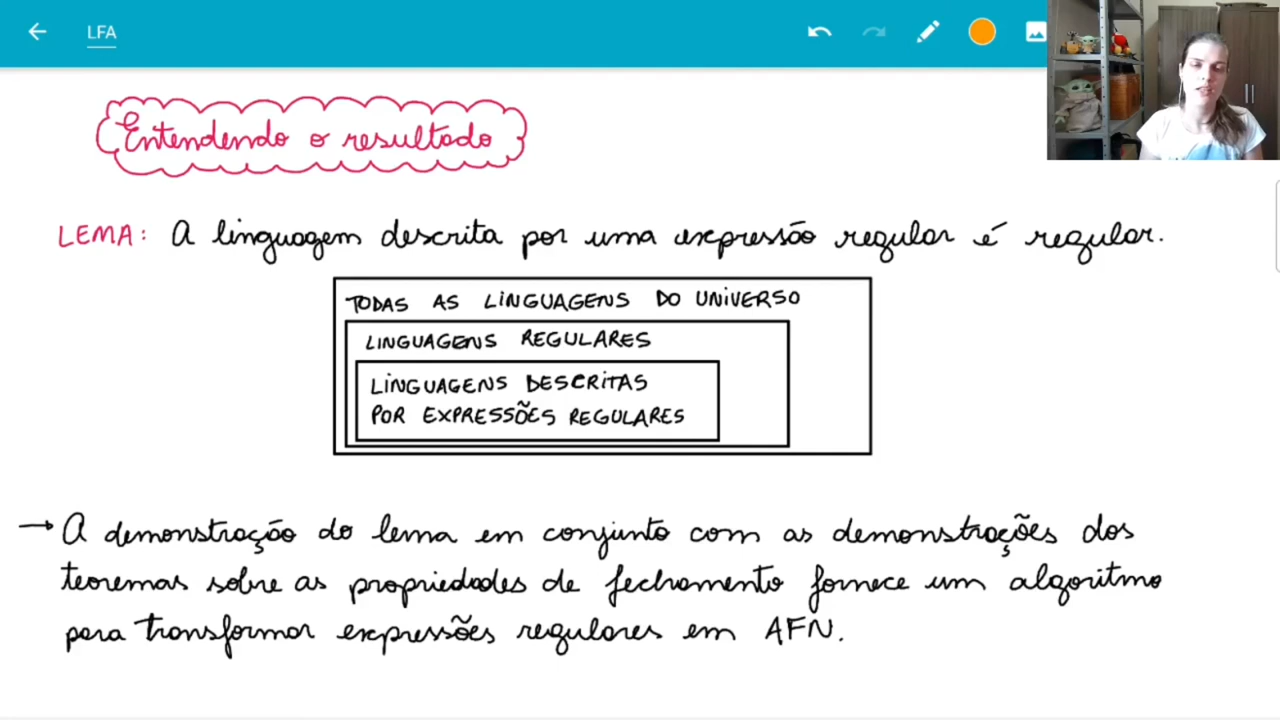 LFA
Entendendo o resultado
LEMA: A linguagem descrita por uma expressão regular é regular.
TODAS AS LINGUAGENS DO UNIVERSO
LINGUAGENS REGULARES
LINGUAGENS DESCRITAS
POR EXPRESSÕES REGULARES
→ A demonstração do lema em conjunto com as demonstrações dos
teoremas sobre as propriedades de fechamento fornece um algoritmo
para transformar expressões regulares em AFN.